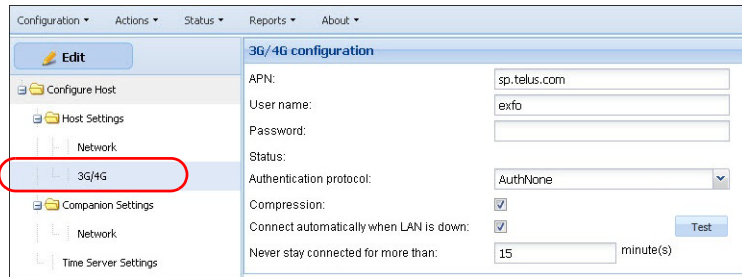 Configuration Actions Status Reports About
Edit
Configure Host
Host Settings
Network
3G/4G
Companion Settings
Network
Time Server Settings
3G/4G configuration
APN: sp.telus.com
User name: exfo
Password:
Status:
Authentication protocol: AuthNone
Compression:
Connect automatically when LAN is down: Test
Never stay connected for more than: 15 minute(s)